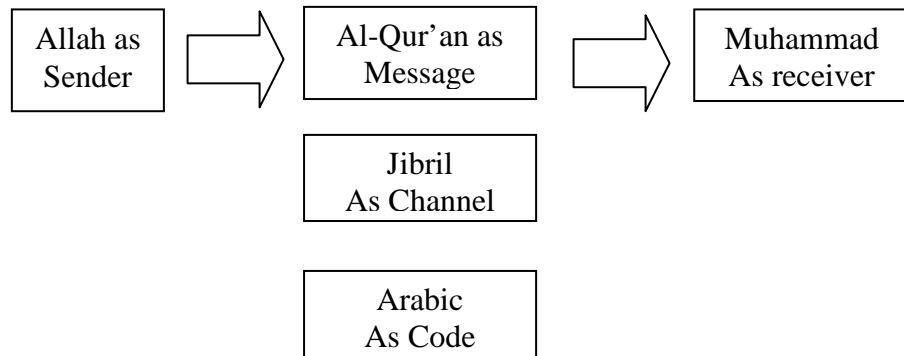 Allah as
Sender
Al-Qur’an as
Message
Muhammad
As receiver
Jibril
As Channel
Arabic
As Code